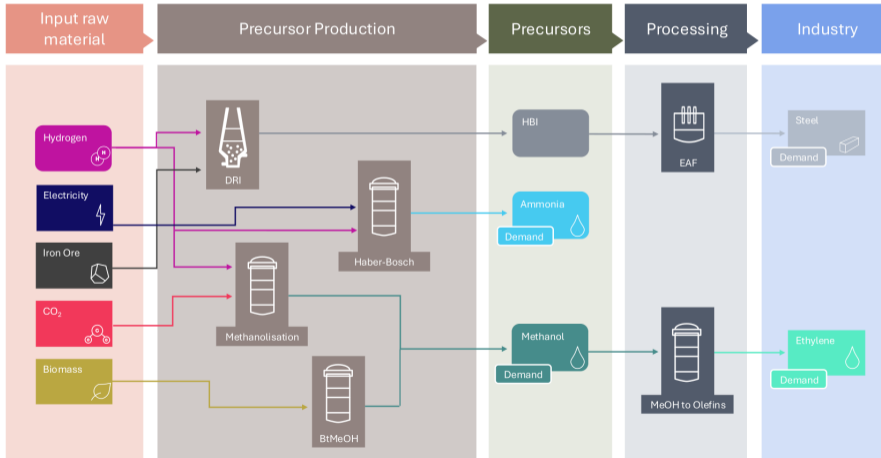 Input raw
material
Precursor Production
Precursors
Processing
Industry
Hydrogen
H
H
DRI
HBI
EAF
Steel
Demand
Electricity
Haber-Bosch
Ammonia
Demand
Iron Ore
CO₂
Methanolisation
Methanol
Demand
MeOH to Olefins
Ethylene
Demand
Biomass
BtMeOH